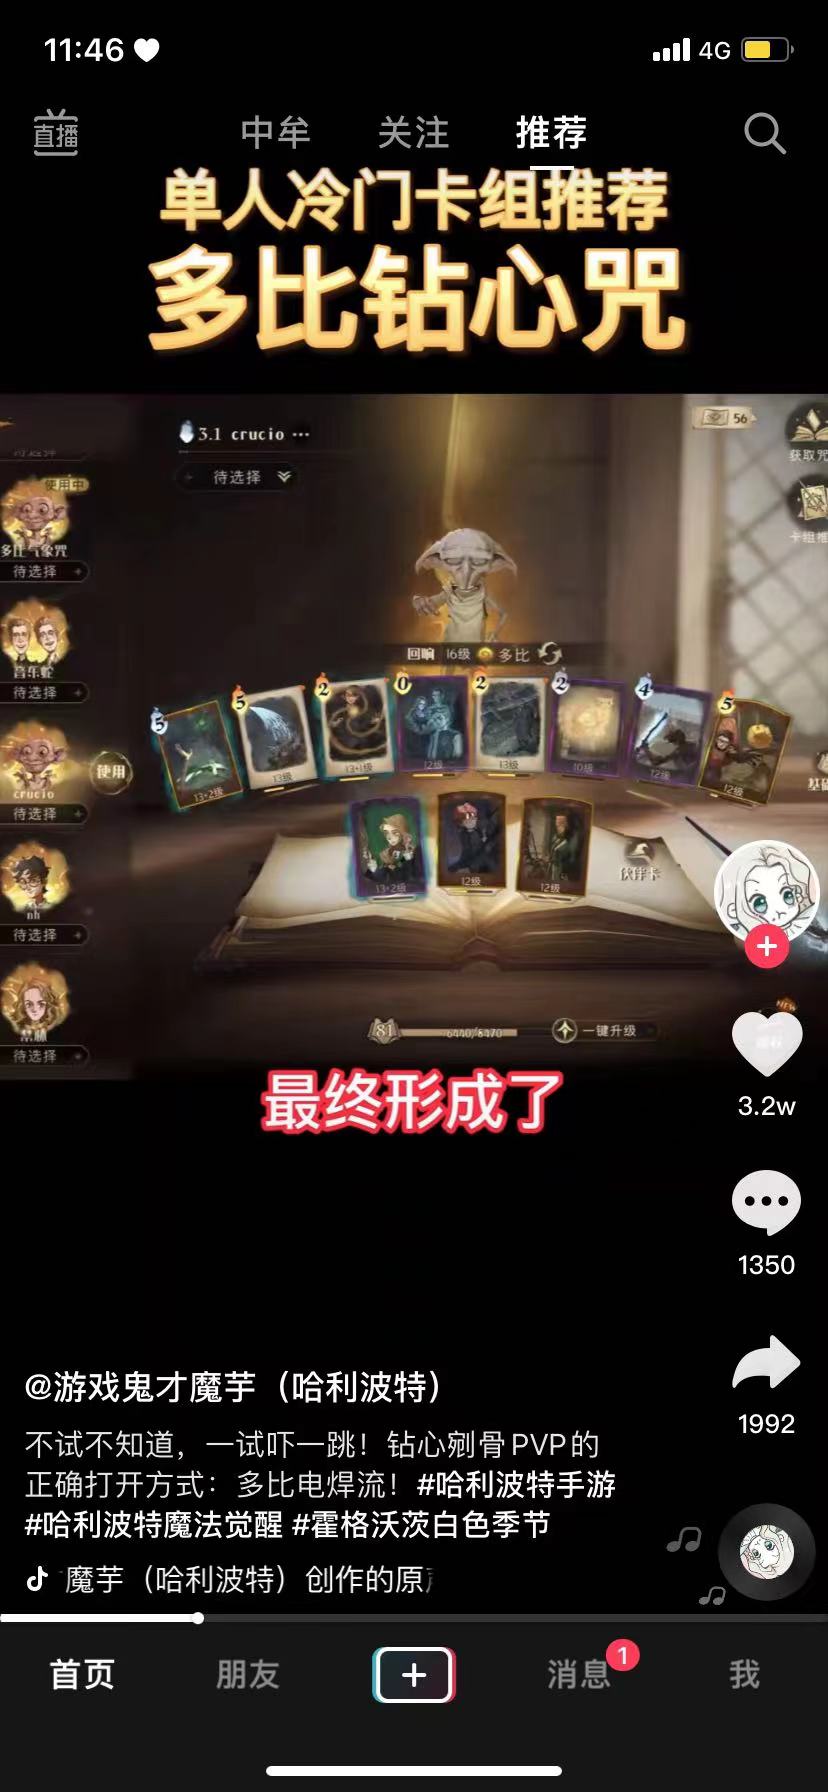 11:46
4G
直播
中牟
关注
推荐
单人冷门卡组推荐
多比钻心咒
3.1 crucio ···
待选择
56
使用中
多比气象咒
待选择
音乐蛇
待选择
crucio
使用
待选择
nh
待选择
待选择
获取咒
回响 16级 多比
5 5 2 0 2 2 4 5
13+2级 13级 13+1级 12级 13级 10级 12级 12级
13+2级 12级 12级
伙伴卡
81
6440/8470
一键升级
最终形成了
3.2w
1350
1992
@游戏鬼才魔芋（哈利波特）
不试不知道，一试吓一跳！钻心剜骨PVP的
正确打开方式：多比电焊流！#哈利波特手游
#哈利波特魔法觉醒 #霍格沃茨白色季节
魔芋（哈利波特）创作的原
首页
朋友
消息
1
我